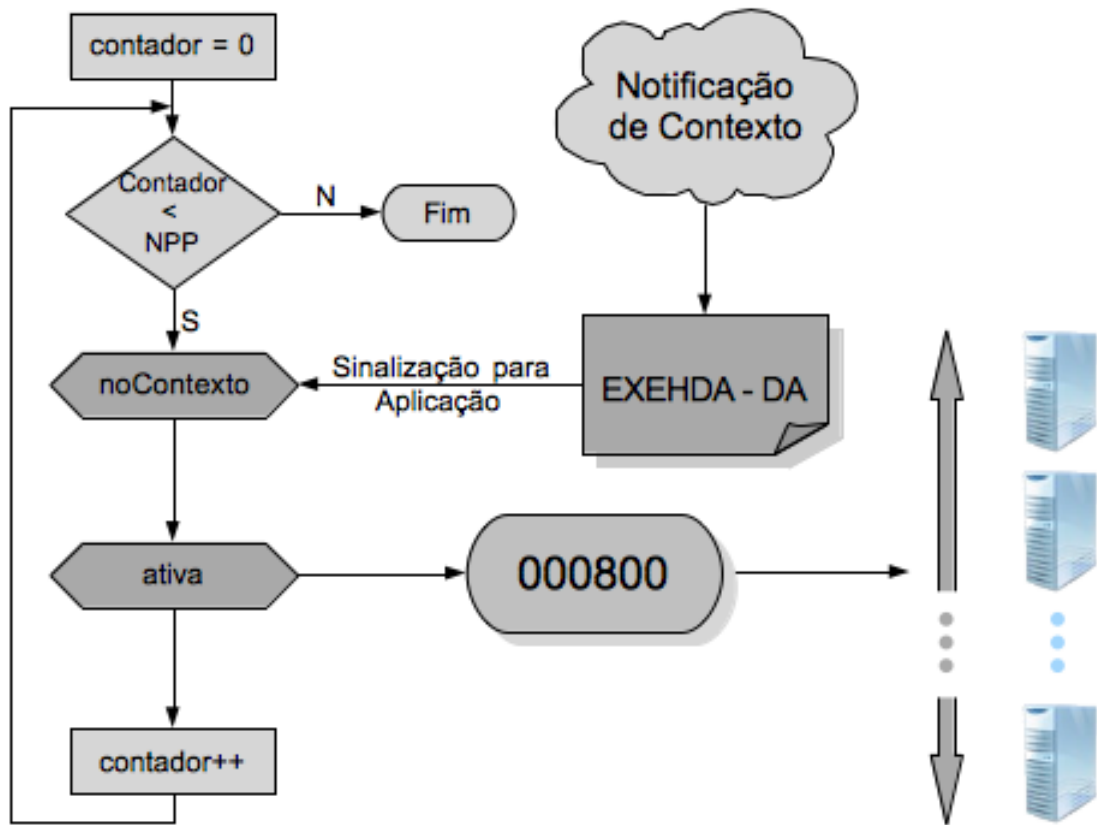 contador = 0
Notificação
de Contexto
Contador
<
NPP
N
Fim
S
noContexto
Sinalização para
Aplicação
EXEHDA - DA
ativa
000800
contador++